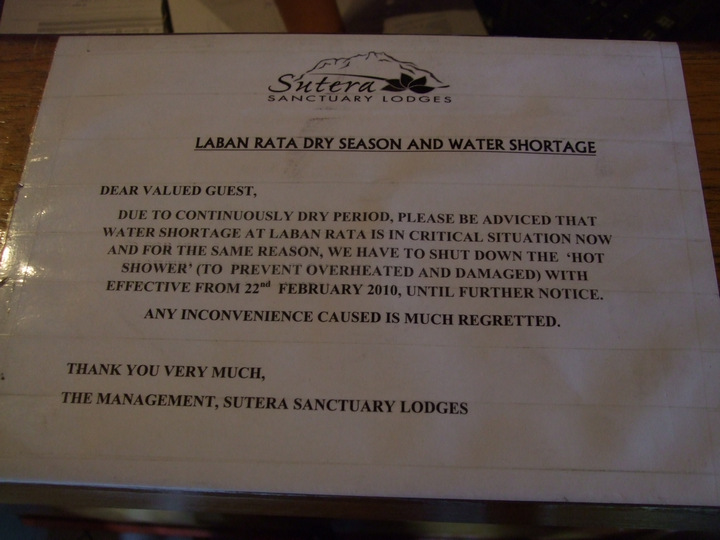 Sutera
SANCTUARY LODGES
LABAN RATA DRY SEASON AND WATER SHORTAGE
DEAR VALUED GUEST,
DUE TO CONTINUOUSLY DRY PERIOD, PLEASE BE ADVICED THAT
WATER SHORTAGE AT LABAN RATA IS IN CRITICAL SITUATION NOW
AND FOR THE SAME REASON, WE HAVE TO SHUT DOWN THE 'HOT
SHOWER' (TO PREVENT OVERHEATED AND DAMAGED) WITH
EFFECTIVE FROM 22nd FEBRUARY 2010, UNTIL FURTHER NOTICE.
ANY INCONVENIENCE CAUSED IS MUCH REGRETTED.
THANK YOU VERY MUCH,
THE MANAGEMENT, SUTERA SANCTUARY LODGES